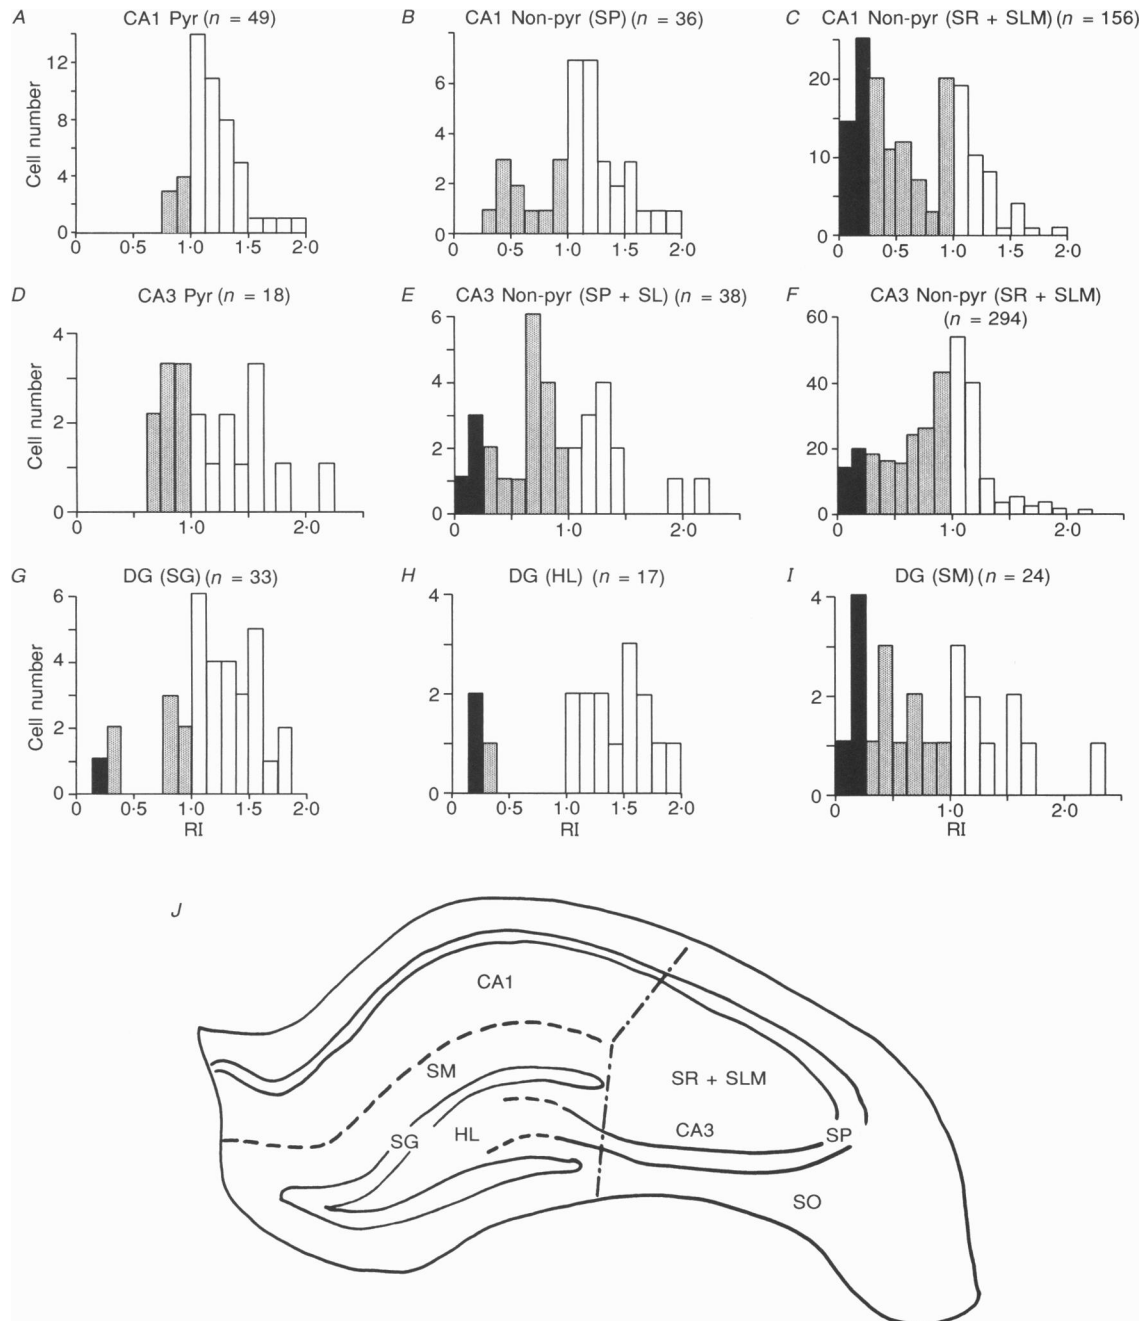 A CA1 Pyr (n = 49)
B CA1 Non-pyr (SP) (n = 36)
C CA1 Non-pyr (SR + SLM) (n = 156)
Cell number
12
8
4
0
0
0·5
1·0
1·5
2·0
6
4
2
0
0
0·5
1·0
1·5
2·0
20
10
0
0
0·5
1·0
1·5
2·0
D CA3 Pyr (n = 18)
E CA3 Non-pyr (SP + SL) (n = 38)
F CA3 Non-pyr (SR + SLM)
(n = 294)
Cell number
4
2
0
0
1·0
2·0
6
4
2
0
0
1·0
2·0
60
40
20
0
0
1·0
2·0
G DG (SG) (n = 33)
H DG (HL) (n = 17)
I DG (SM) (n = 24)
Cell number
6
4
2
0
0
0·5
1·0
1·5
2·0
RI
4
2
0
0
0·5
1·0
1·5
2·0
RI
4
2
0
0
1·0
2·0
RI
J
CA1
SM
SR + SLM
SG
HL
CA3
SP
SO